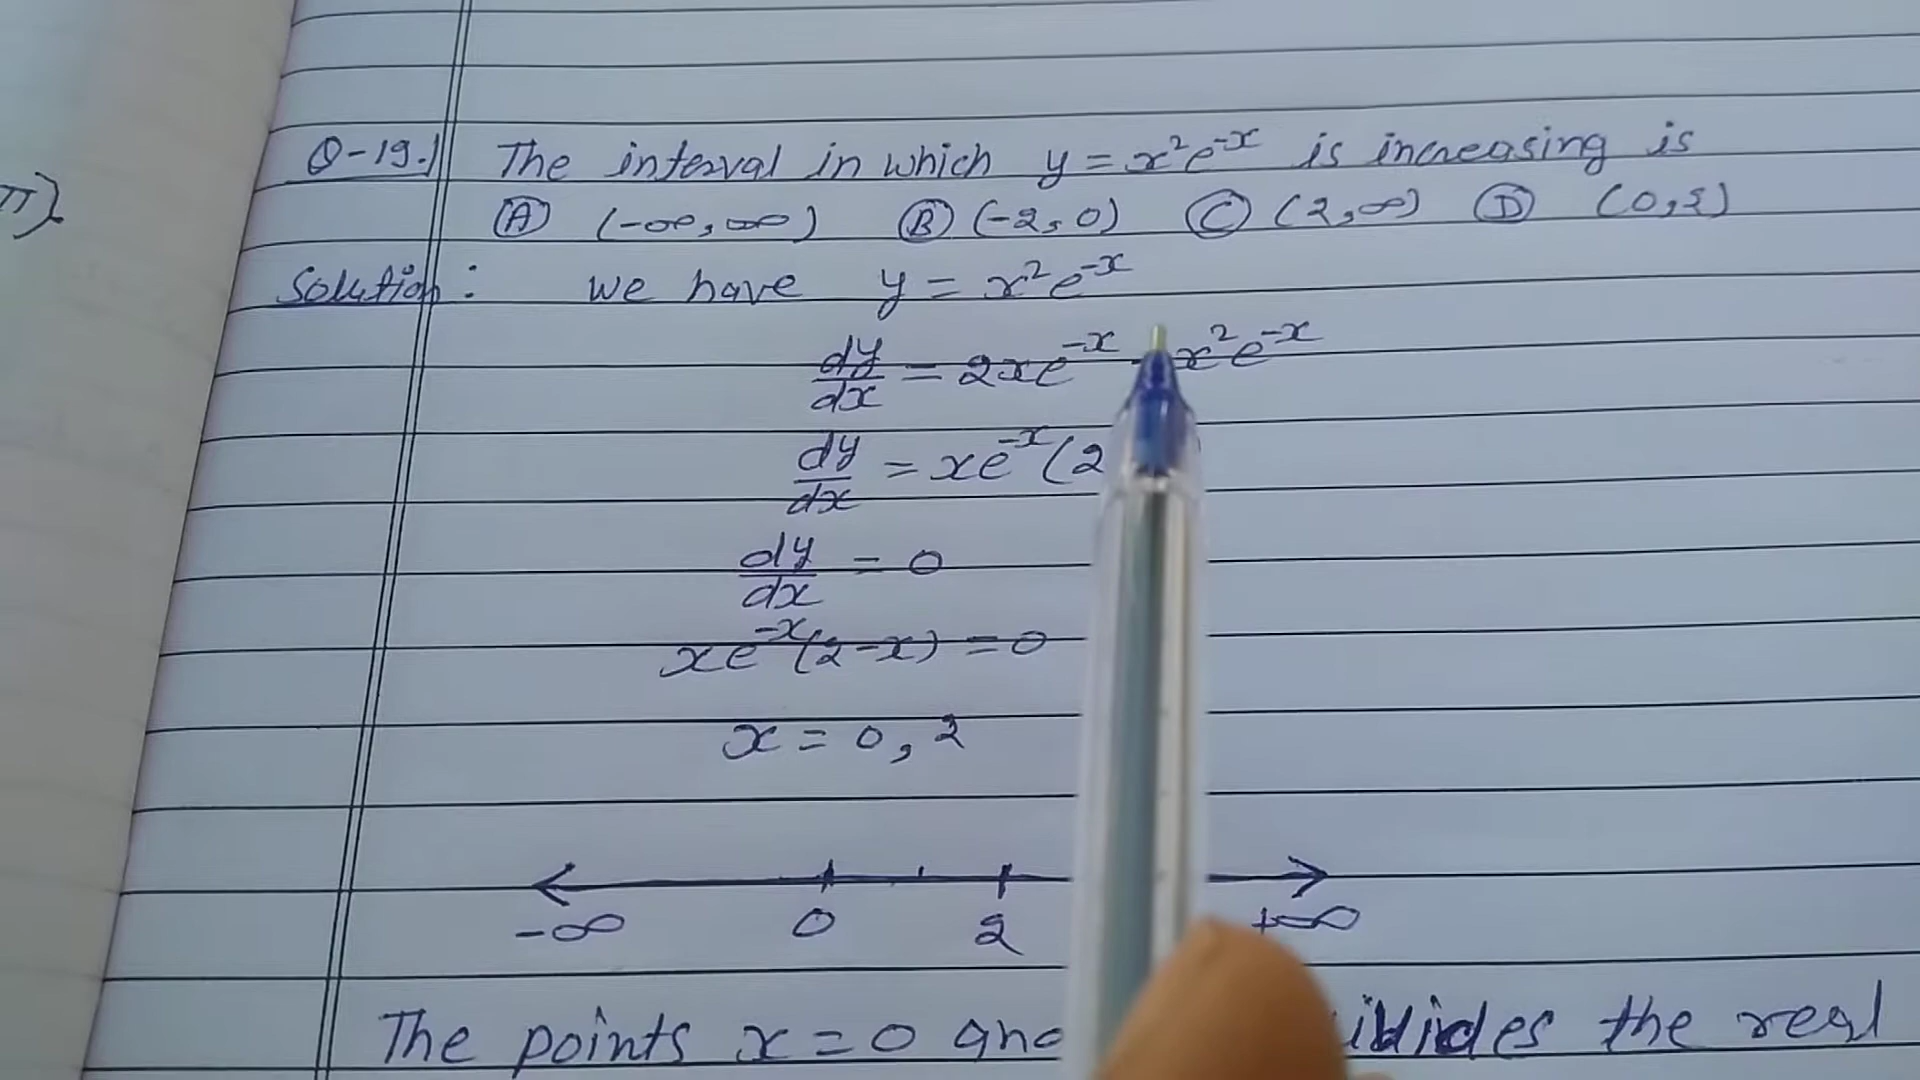 π)}
Q-19.) The interval in which y = x²e⁻ˣ is increasing is
Ⓐ (-∞, ∞) Ⓑ (-2, 0) Ⓒ (2, ∞) Ⓓ (0, 2)
Solution: we have y = x²e⁻ˣ
dy/dx = 2xe⁻ˣ - x²e⁻ˣ
dy/dx = xe⁻ˣ(2
dy/dx = 0
xe⁻ˣ(2-x) = 0
x = 0, 2
-∞ 0 2 +∞
The points x = 0 and the real